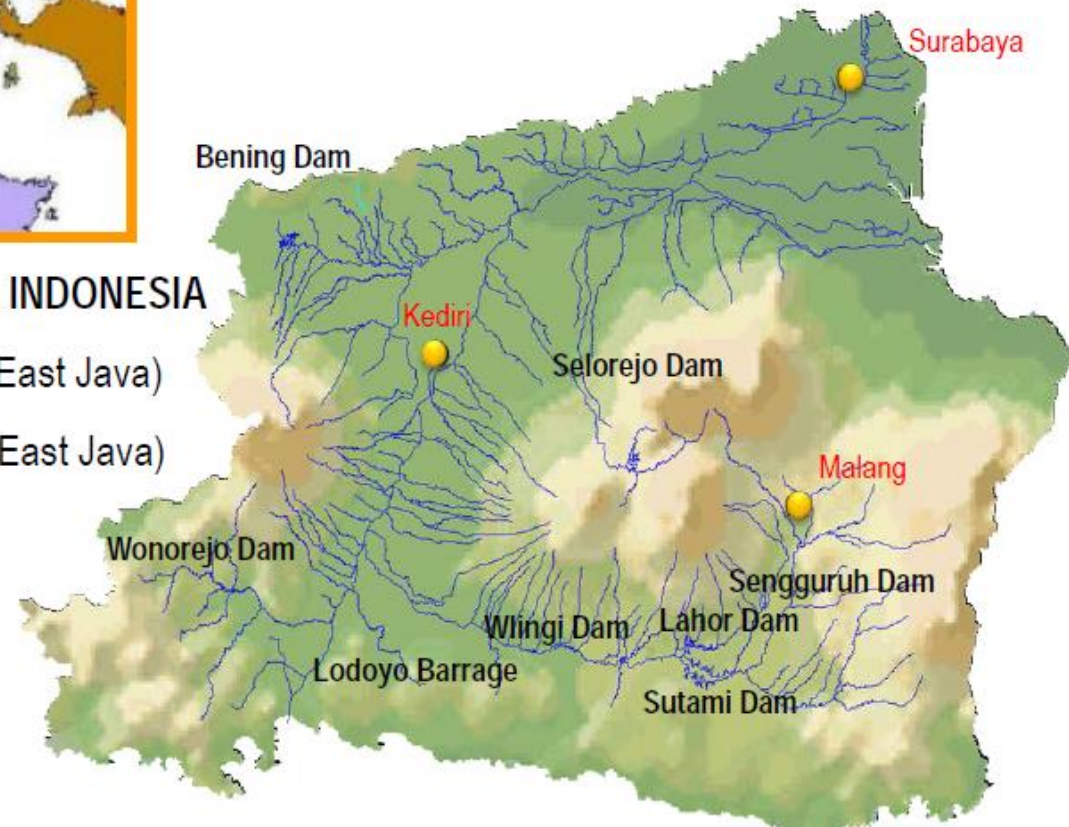 Surabaya
Bening Dam
INDONESIA
Kediri
East Java)
Selorejo Dam
East Java)
Malang
Wonorejo Dam
Sengguruh Dam
Wlingi Dam
Lahor Dam
Lodoyo Barrage
Sutami Dam